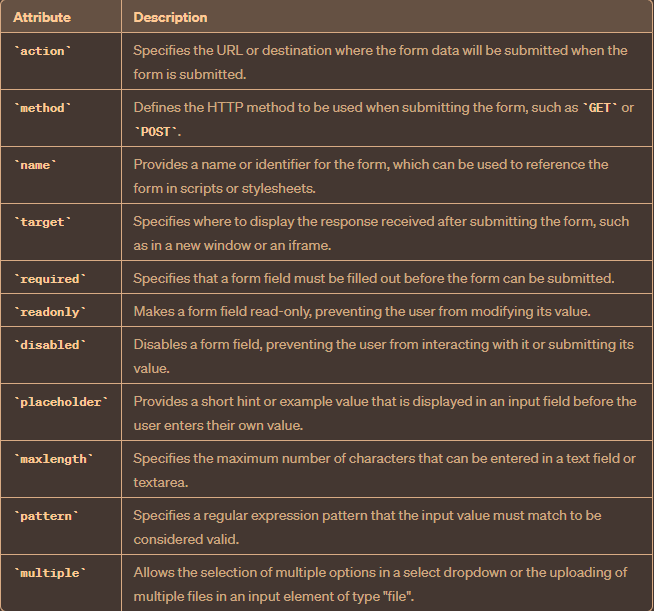 Attribute Description
`action` Specifies the URL or destination where the form data will be submitted when the
form is submitted.
`method` Defines the HTTP method to be used when submitting the form, such as `GET` or
`POST`.
`name` Provides a name or identifier for the form, which can be used to reference the
form in scripts or stylesheets.
`target` Specifies where to display the response received after submitting the form, such
as in a new window or an iframe.
`required` Specifies that a form field must be filled out before the form can be submitted.
`readonly` Makes a form field read-only, preventing the user from modifying its value.
`disabled` Disables a form field, preventing the user from interacting with it or submitting its
value.
`placeholder` Provides a short hint or example value that is displayed in an input field before the
user enters their own value.
`maxlength` Specifies the maximum number of characters that can be entered in a text field or
textarea.
`pattern` Specifies a regular expression pattern that the input value must match to be
considered valid.
`multiple` Allows the selection of multiple options in a select dropdown or the uploading of
multiple files in an input element of type "file".